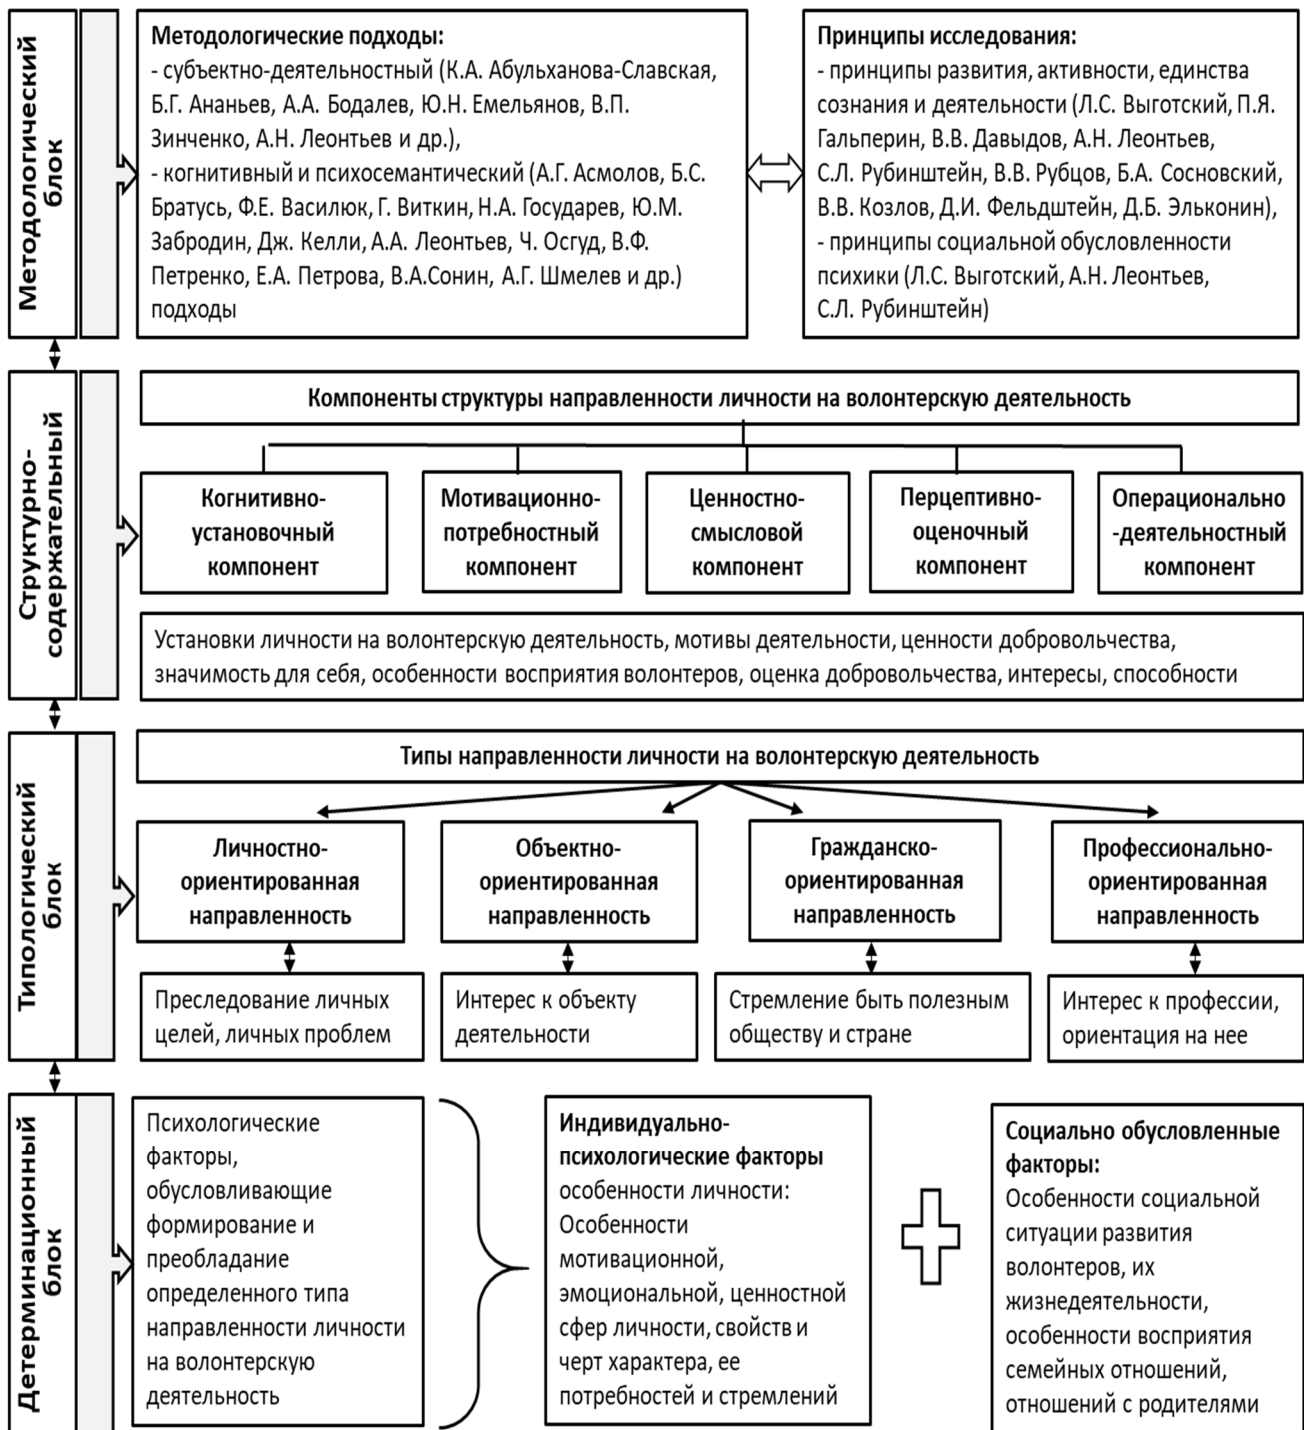 Методологический
блок
Методологические подходы:
- субъектно-деятельностный (К.А. Абульханова-Славская,
Б.Г. Ананьев, А.А. Бодалев, Ю.Н. Емельянов, В.П.
Зинченко, А.Н. Леонтьев и др.),
- когнитивный и психосемантический (А.Г. Асмолов, Б.С.
Братусь, Ф.Е. Василюк, Г. Виткин, Н.А. Государев, Ю.М.
Забродин, Дж. Келли, А.А. Леонтьев, Ч. Осгуд, В.Ф.
Петренко, Е.А. Петрова, В.А.Сонин, А.Г. Шмелев и др.)
подходы
Принципы исследования:
- принципы развития, активности, единства
сознания и деятельности (Л.С. Выготский, П.Я.
Гальперин, В.В. Давыдов, А.Н. Леонтьев,
С.Л. Рубинштейн, В.В. Рубцов, Б.А. Сосновский,
В.В. Козлов, Д.И. Фельдштейн, Д.Б. Эльконин),
- принципы социальной обусловленности
психики (Л.С. Выготский, А.Н. Леонтьев,
С.Л. Рубинштейн)
Структурно-
содержательный
Компоненты структуры направленности личности на волонтерскую деятельность
Когнитивно-
установочный
компонент
Мотивационно-
потребностный
компонент
Ценностно-
смысловой
компонент
Перцептивно-
оценочный
компонент
Операционально
-деятельностный
компонент
Установки личности на волонтерскую деятельность, мотивы деятельности, ценности добровольчества,
значимость для себя, особенности восприятия волонтеров, оценка добровольчества, интересы, способности
Типологический
блок
Типы направленности личности на волонтерскую деятельность
Личностно-
ориентированная
направленность
Объектно-
ориентированная
направленность
Гражданско-
ориентированная
направленность
Профессионально-
ориентированная
направленность
Преследование личных
целей, личных проблем
Интерес к объекту
деятельности
Стремление быть полезным
обществу и стране
Интерес к профессии,
ориентация на нее
Детерминационный
блок
Психологические
факторы,
обусловливающие
формирование и
преобладание
определенного типа
направленности личности
на волонтерскую
деятельность
Индивидуально-
психологические факторы
особенности личности:
Особенности
мотивационной,
эмоциональной, ценностной
сфер личности, свойств и
черт характера, ее
потребностей и стремлений
Социально обусловленные
факторы:
Особенности социальной
ситуации развития
волонтеров, их
жизнедеятельности,
особенности восприятия
семейных отношений,
отношений с родителями